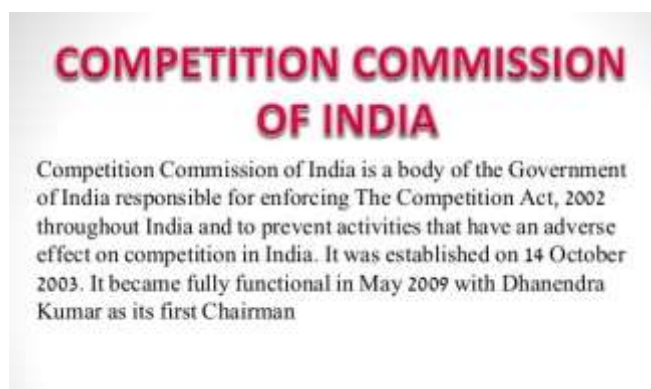 COMPETITION COMMISSION
OF INDIA
Competition Commission of India is a body of the Government
of India responsible for enforcing The Competition Act, 2002
throughout India and to prevent activities that have an adverse
effect on competition in India. It was established on 14 October
2003. It became fully functional in May 2009 with Dhanendra
Kumar as its first Chairman